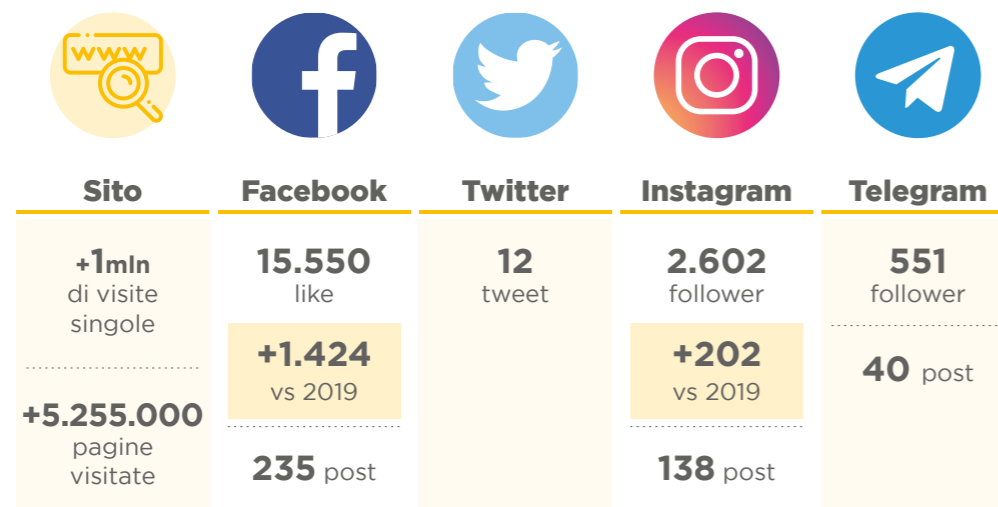 www
Sito
+1mln
di visite
singole
+5.255.000
pagine
visitate
Facebook
15.550
like
+1.424
vs 2019
235 post
Twitter
12
tweet
Instagram
2.602
follower
+202
vs 2019
138 post
Telegram
551
follower
40 post